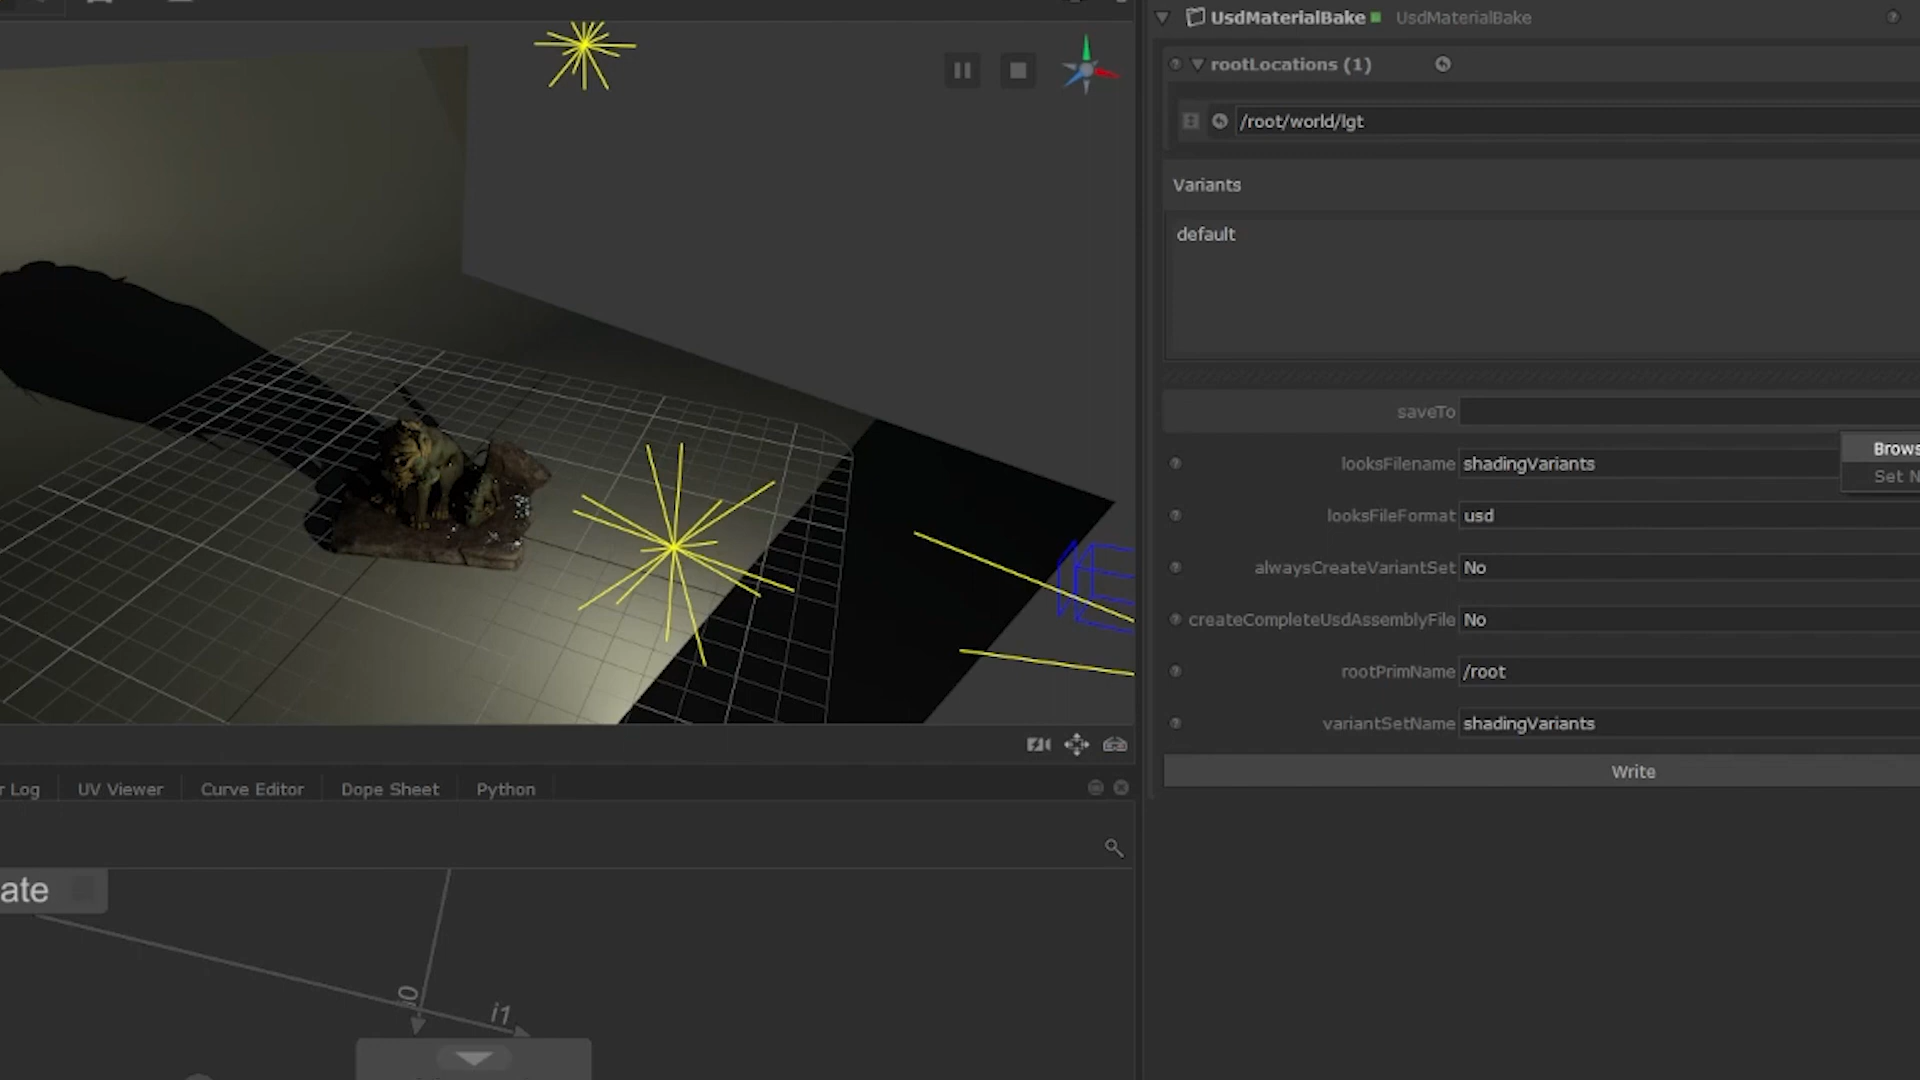 UsdMaterialBake UsdMaterialBake
rootLocations (1)
/root/world/lgt
Variants
default
saveTo
Brows
looksFilename shadingVariants
Set N
looksFileFormat usd
alwaysCreateVariantSet No
createCompleteUsdAssemblyFile No
rootPrimName /root
variantSetName shadingVariants
Write
r Log UV Viewer Curve Editor Dope Sheet Python
ate
i0
i1